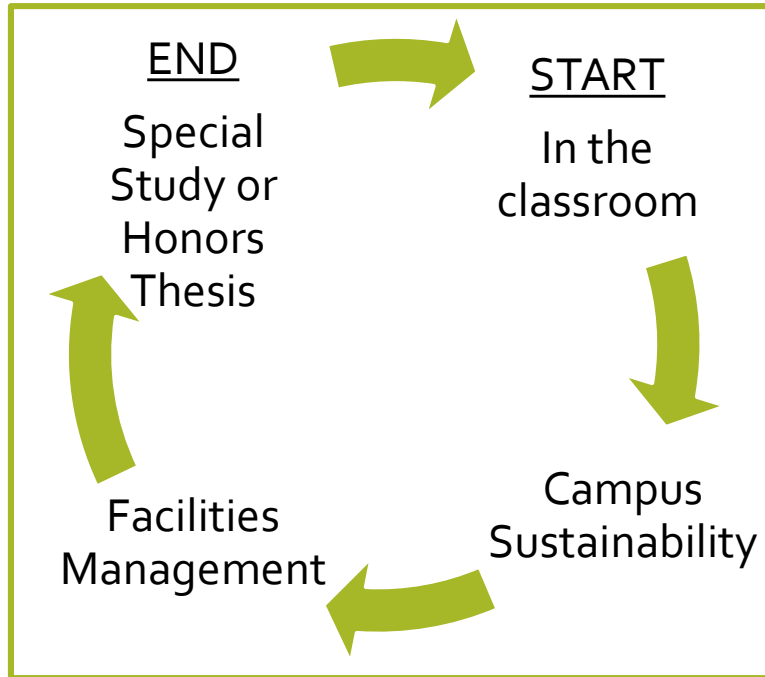 END
Special
Study or
Honors
Thesis
START
In the
classroom
Campus
Sustainability
Facilities
Management